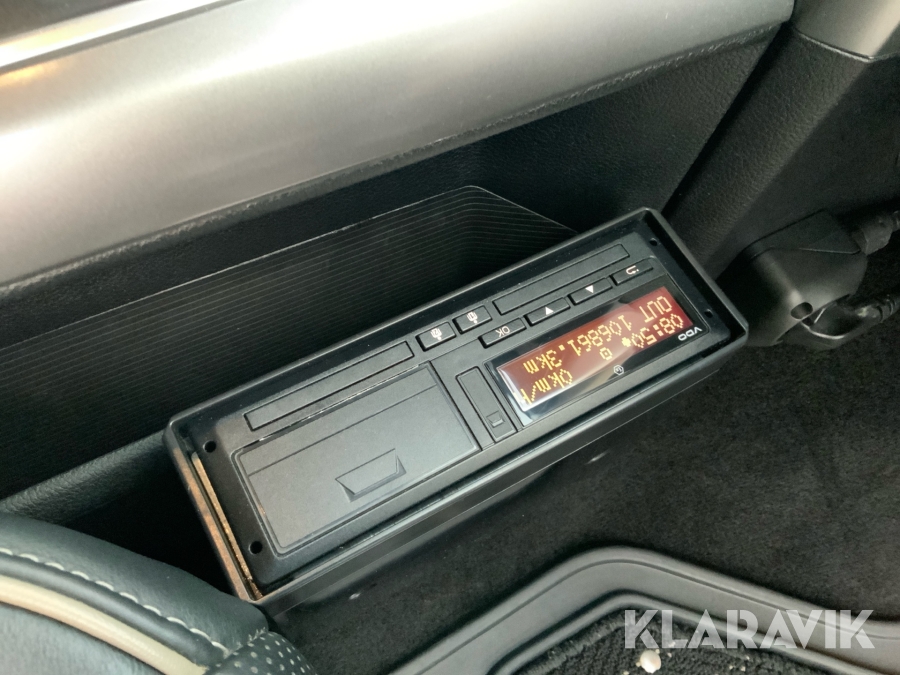 VDO
08:50 0km/h
OUT 106861.3km
OK
KLARAVIK